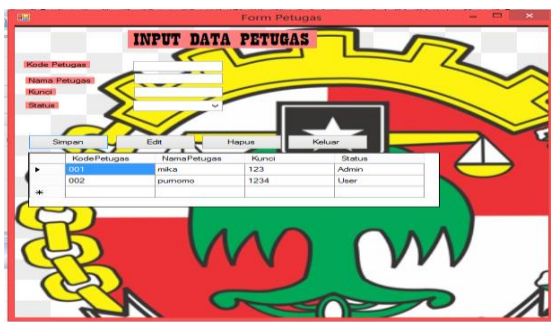 Form Petugas
INPUT DATA PETUGAS
Kode Petugas
Nama Petugas
Kunci
Status
Simpan Edit Hapus Keluar
KodePetugas NamaPetugas Kunci Status
001 mika 123 Admin
002 purnomo 1234 User